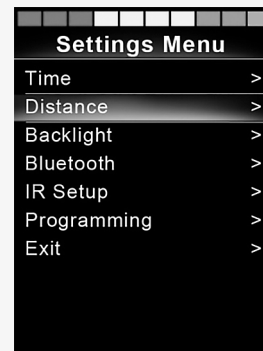 Settings Menu
Time >
Distance >
Backlight >
Bluetooth >
IR Setup >
Programming >
Exit >